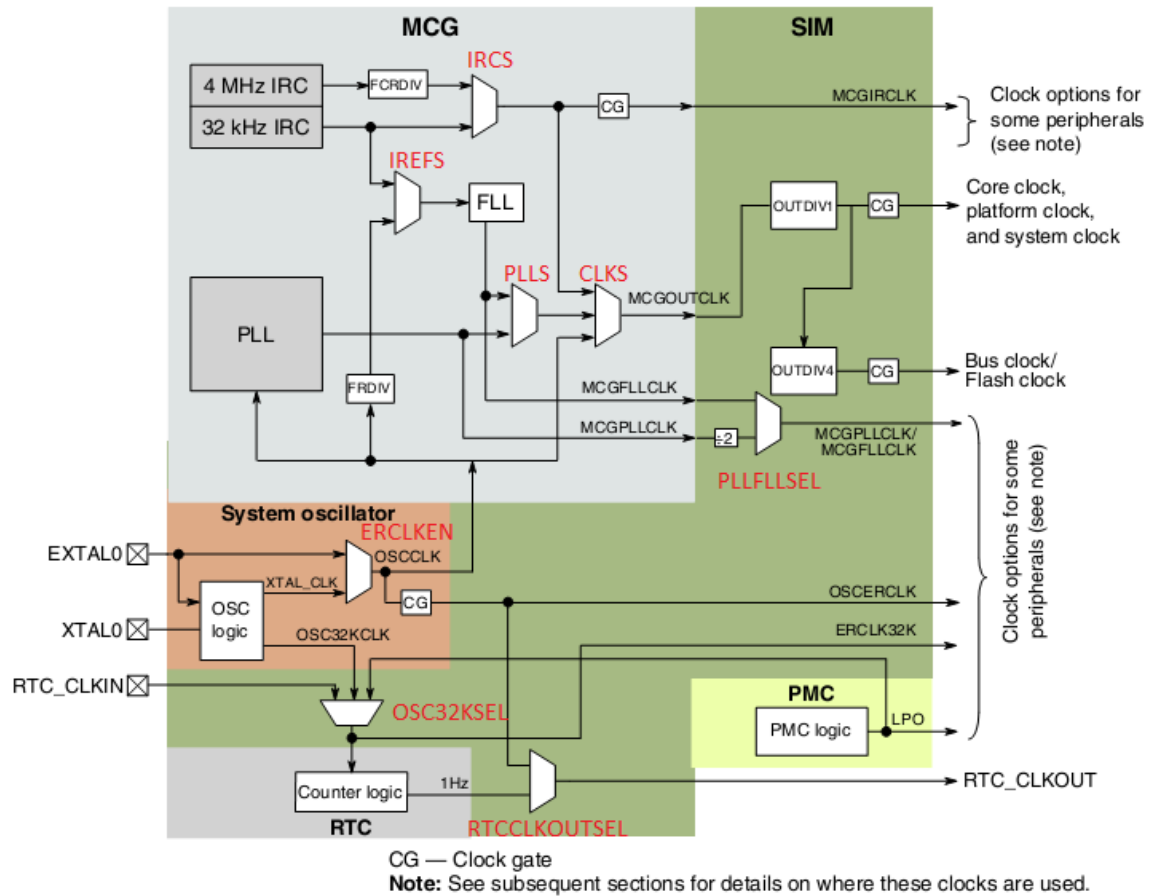 MCG
SIM
IRCS
4 MHz IRC
FCRDIV
32 kHz IRC
CG
MCGIRCLK
Clock options for
some peripherals
(see note)
IREFS
FLL
OUTDIV1
CG
Core clock,
platform clock,
and system clock
PLLS
CLKS
MCGOUTCLK
PLL
OUTDIV4
CG
Bus clock/
Flash clock
FRDIV
MCGFLLCLK
MCGPLLCLK
÷2
MCGPLLCLK/
MCGFLLCLK
PLLFLLSEL
Clock options for some
peripherals (see note)
System oscillator
ERCLKEN
EXTAL0
OSCCLK
XTAL_CLK
OSC
logic
CG
OSCERCLK
XTAL0
OSC32KCLK
ERCLK32K
RTC_CLKIN
OSC32KSEL
PMC
PMC logic
LPO
Counter logic
1Hz
RTC_CLKOUT
RTC
RTCCLKOUTSEL
CG — Clock gate
Note: See subsequent sections for details on where these clocks are used.